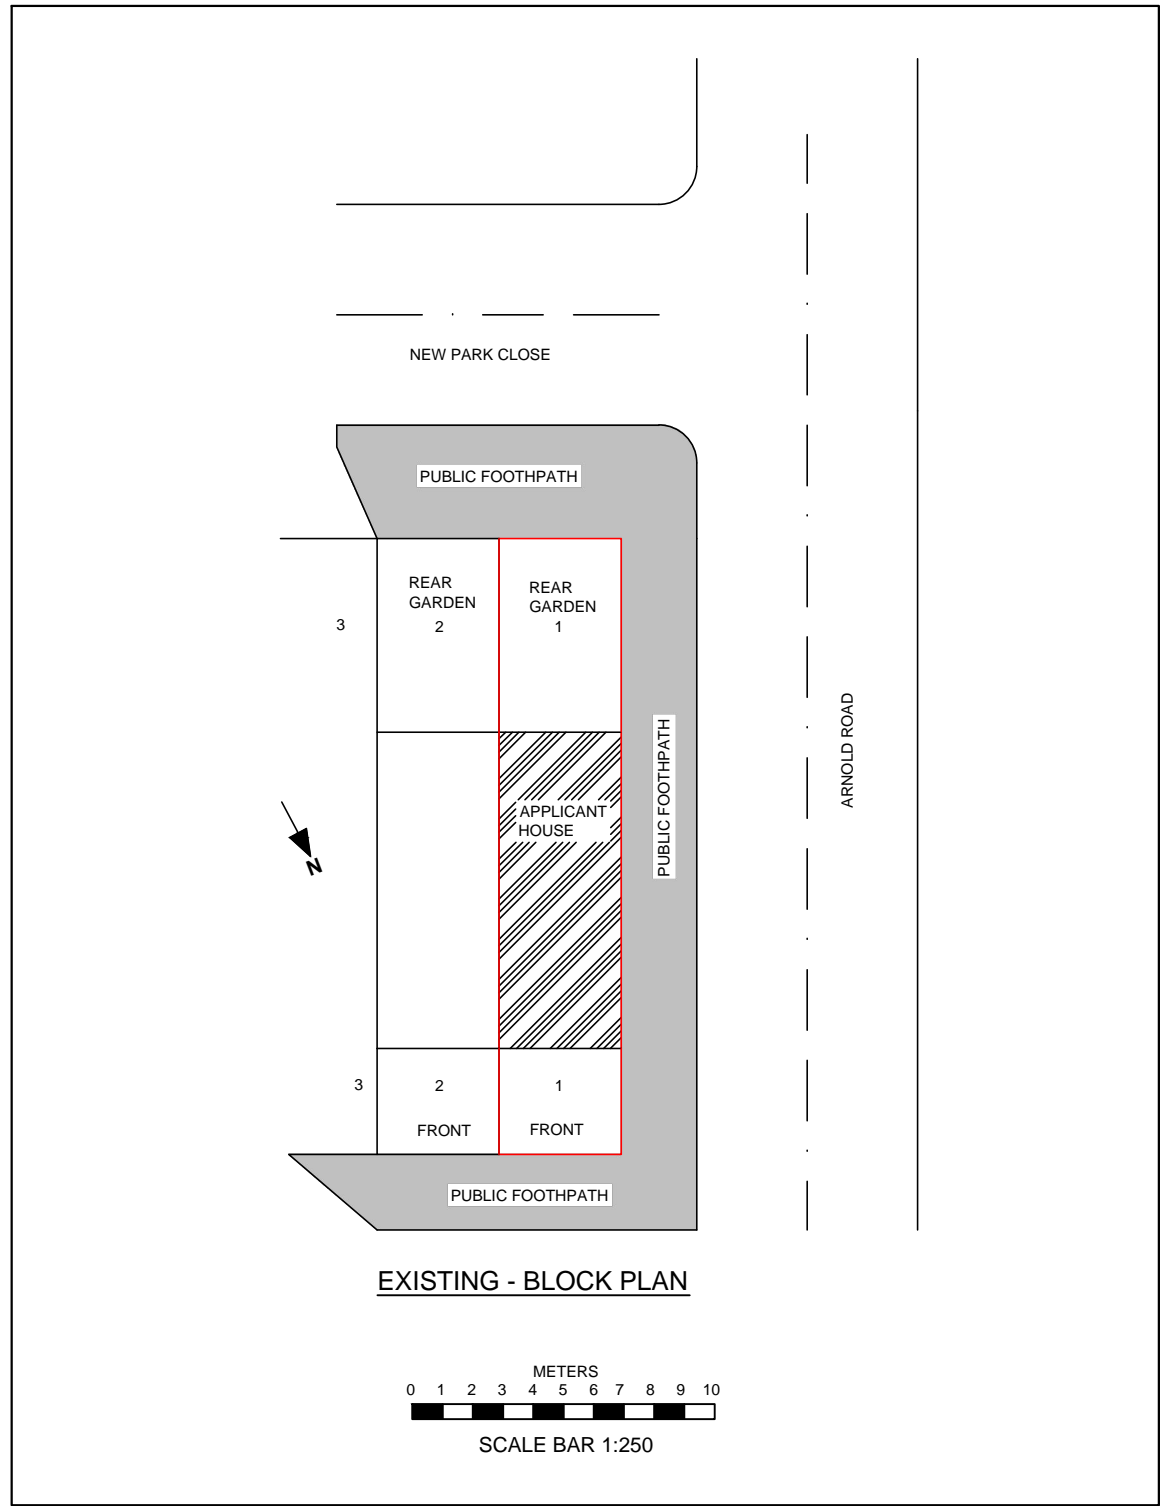 NEW PARK CLOSE
PUBLIC FOOTHPATH
REAR
GARDEN
2
REAR
GARDEN
1
3
ARNOLD ROAD
PUBLIC FOOTHPATH
APPLICANT
HOUSE
N
3
2
FRONT
1
FRONT
PUBLIC FOOTHPATH
EXISTING - BLOCK PLAN
METERS
0 1 2 3 4 5 6 7 8 9 10
SCALE BAR 1:250